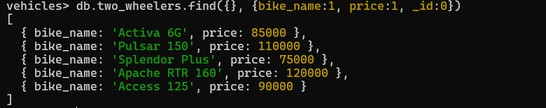 vehicles> db.two_wheelers.find({}, {bike_name:1, price:1, _id:0})
[
  { bike_name: 'Activa 6G', price: 85000 },
  { bike_name: 'Pulsar 150', price: 110000 },
  { bike_name: 'Splendor Plus', price: 75000 },
  { bike_name: 'Apache RTR 160', price: 120000 },
  { bike_name: 'Access 125', price: 90000 }
]